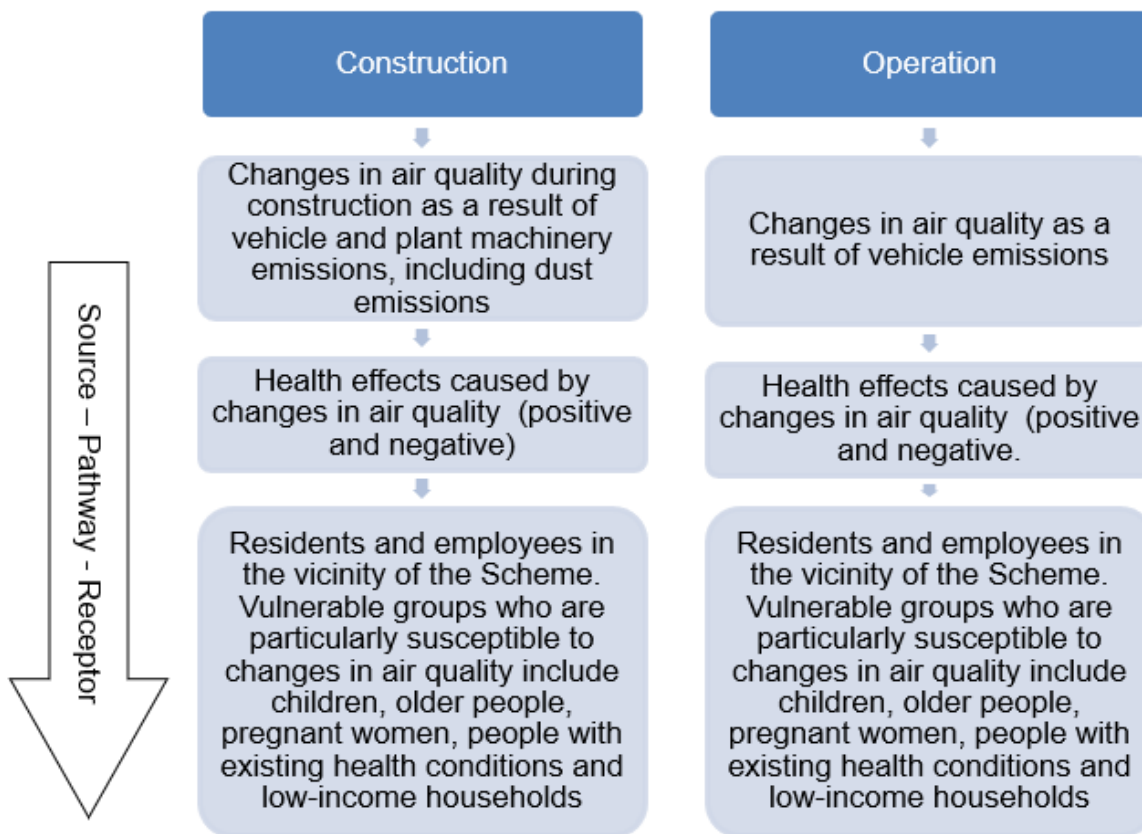 Construction
Changes in air quality during
construction as a result of
vehicle and plant machinery
emissions, including dust
emissions
Health effects caused by
changes in air quality  (positive
and negative)
Residents and employees in
the vicinity of the Scheme.
Vulnerable groups who are
particularly susceptible to
changes in air quality include
children, older people,
pregnant women, people with
existing health conditions and
low-income households
Operation
Changes in air quality as a
result of vehicle emissions
Health effects caused by
changes in air quality  (positive
and negative.
Residents and employees in
the vicinity of the Scheme.
Vulnerable groups who are
particularly susceptible to
changes in air quality include
children, older people,
pregnant women, people with
existing health conditions and
low-income households
Source – Pathway - Receptor